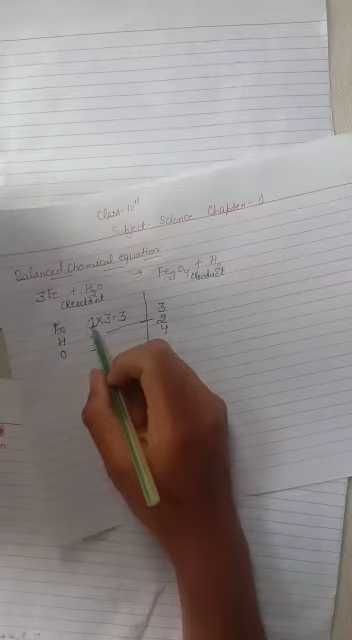 Class-10th
Subject- Science Chapter-1
Balanced Chemical equation
3Fe + H2O → Fe3O4 + H2
(Reactant (Product
Fe 1×3=3 3
H 2
O 4